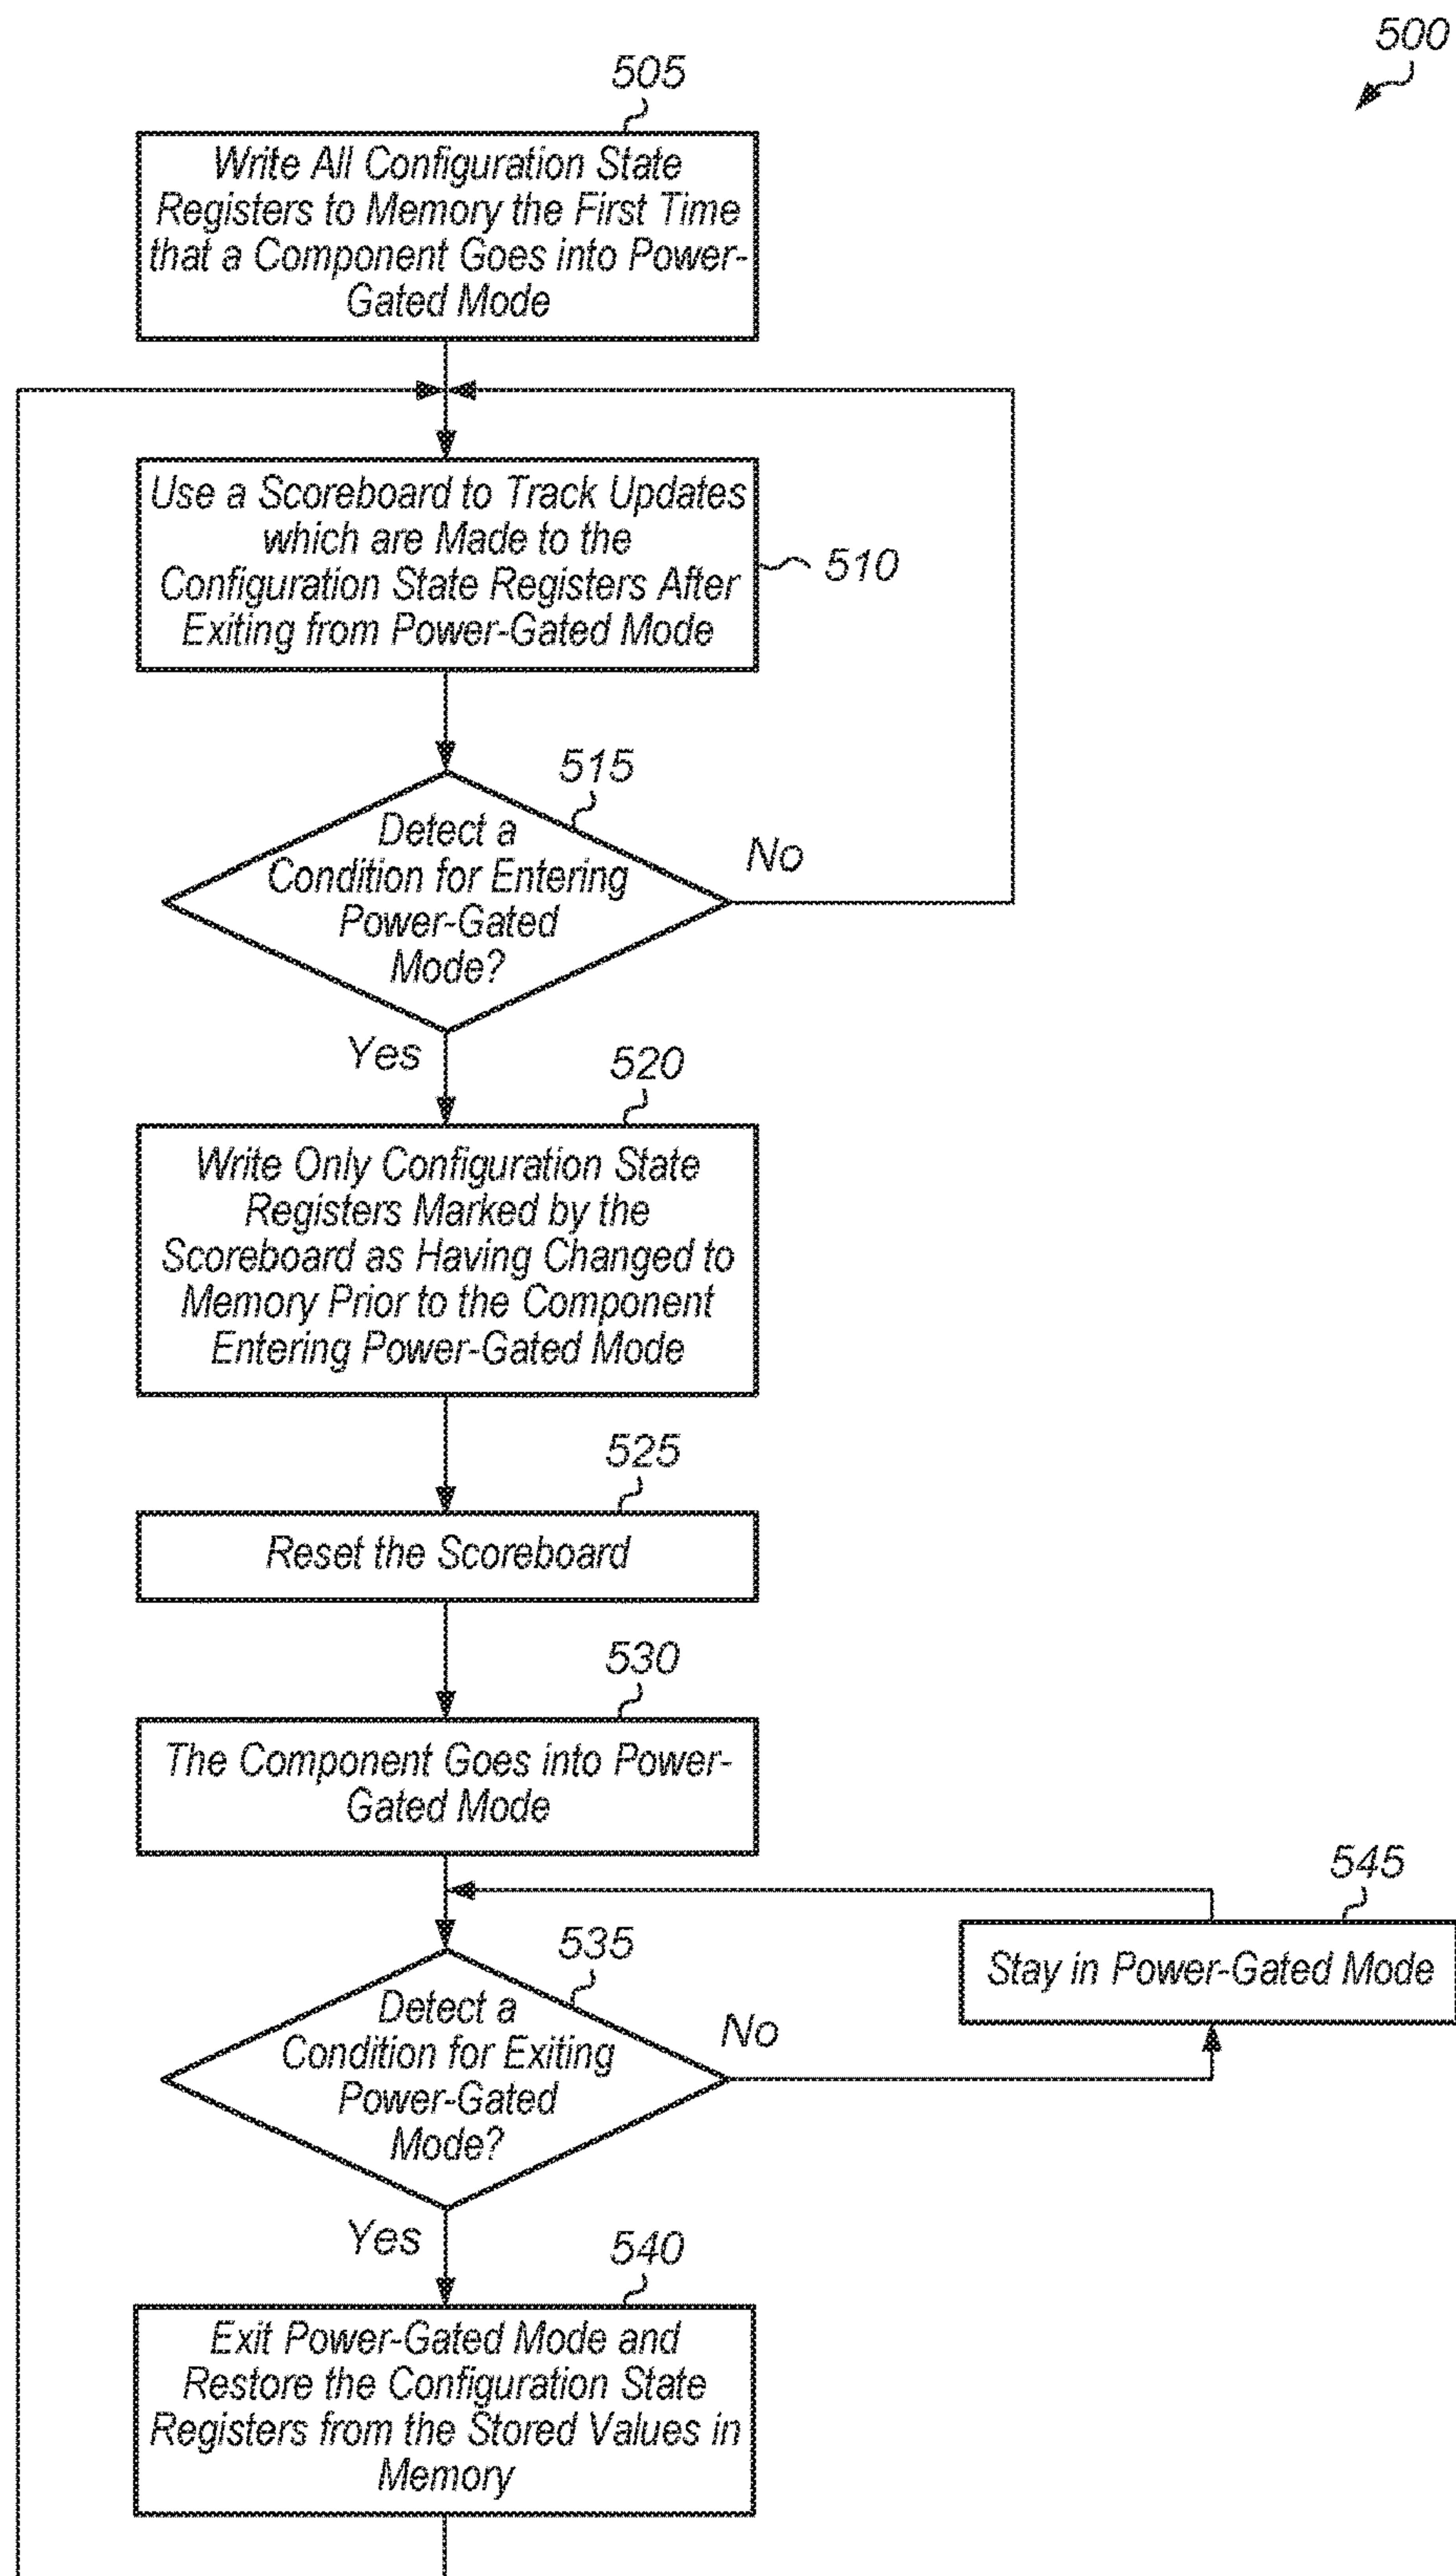 500
505
Write All Configuration State
Registers to Memory the First Time
that a Component Goes into Power-
Gated Mode
Use a Scoreboard to Track Updates
which are Made to the
Configuration State Registers After
Exiting from Power-Gated Mode
510
515
Detect a
Condition for Entering
Power-Gated
Mode?
No
Yes
520
Write Only Configuration State
Registers Marked by the
Scoreboard as Having Changed to
Memory Prior to the Component
Entering Power-Gated Mode
525
Reset the Scoreboard
530
The Component Goes into Power-
Gated Mode
535
Detect a
Condition for Exiting
Power-Gated
Mode?
No
545
Stay in Power-Gated Mode
Yes
540
Exit Power-Gated Mode and
Restore the Configuration State
Registers from the Stored Values in
Memory